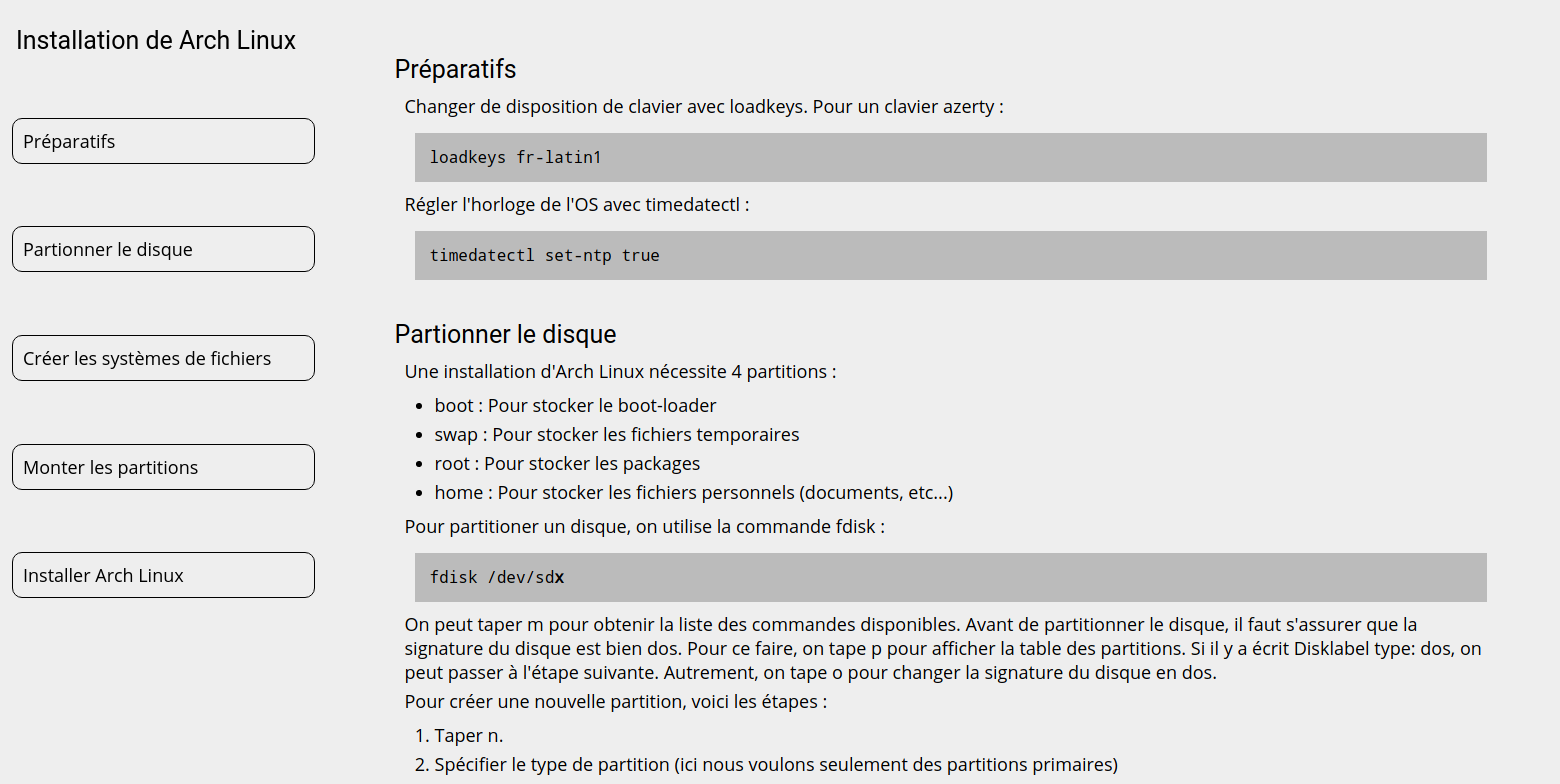 Installation de Arch Linux
Préparatifs
Partionner le disque
Créer les systèmes de fichiers
Monter les partitions
Installer Arch Linux
Préparatifs
Changer de disposition de clavier avec loadkeys. Pour un clavier azerty :
loadkeys fr-latin1
Régler l'horloge de l'OS avec timedatectl :
timedatectl set-ntp true
Partionner le disque
Une installation d'Arch Linux nécessite 4 partitions :
• boot : Pour stocker le boot-loader
• swap : Pour stocker les fichiers temporaires
• root : Pour stocker les packages
• home : Pour stocker les fichiers personnels (documents, etc...)
Pour partitioner un disque, on utilise la commande fdisk :
fdisk /dev/sdx
On peut taper m pour obtenir la liste des commandes disponibles. Avant de partitionner le disque, il faut s'assurer que la
signature du disque est bien dos. Pour ce faire, on tape p pour afficher la table des partitions. Si il y a écrit Disklabel type: dos, on
peut passer à l'étape suivante. Autrement, on tape o pour changer la signature du disque en dos.
Pour créer une nouvelle partition, voici les étapes :
1. Taper n.
2. Spécifier le type de partition (ici nous voulons seulement des partitions primaires)